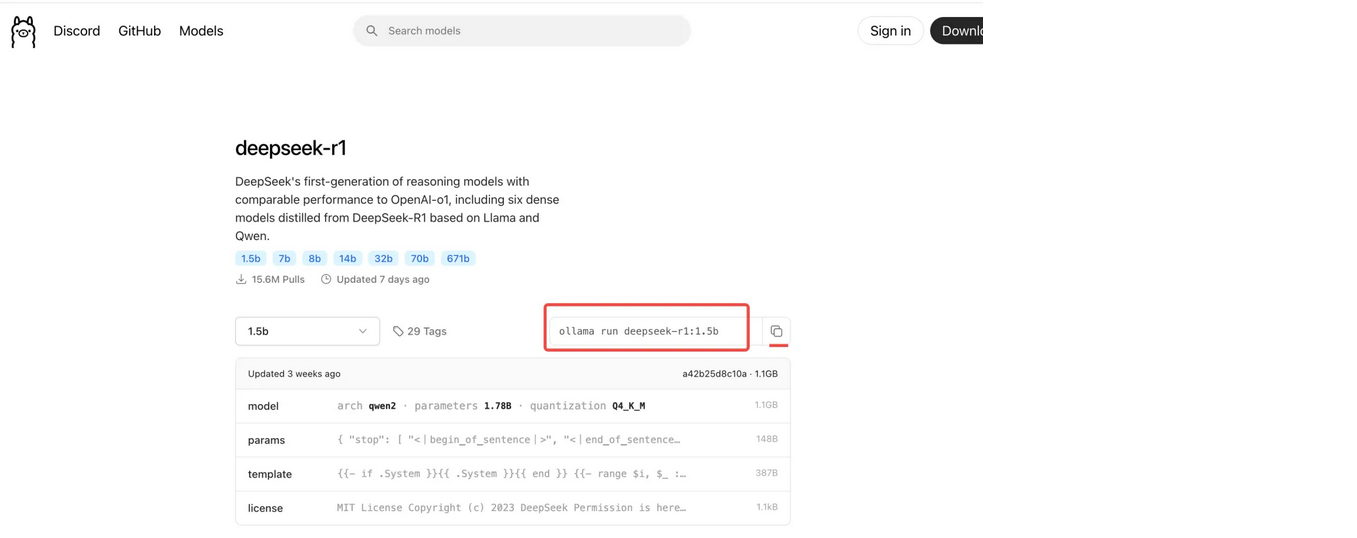 Discord GitHub Models Search models Sign in
deepseek-r1
DeepSeek's first-generation of reasoning models with
comparable performance to OpenAI-o1, including six dense
models distilled from DeepSeek-R1 based on Llama and
Qwen.
1.5b 7b 8b 14b 32b 70b 671b
15.6M Pulls Updated 7 days ago
1.5b 29 Tags ollama run deepseek-r1:1.5b
Updated 3 weeks ago a42b25d8c10a · 1.1GB
model arch qwen2 · parameters 1.78B · quantization Q4_K_M 1.1GB
params { "stop": [ "<|begin_of_sentence|>", "<|end_of_sentence… 148B
template {{- if .System }}{{ .System }}{{ end }} {{- range $i, $_ :… 387B
license MIT License Copyright (c) 2023 DeepSeek Permission is here… 1.1kB